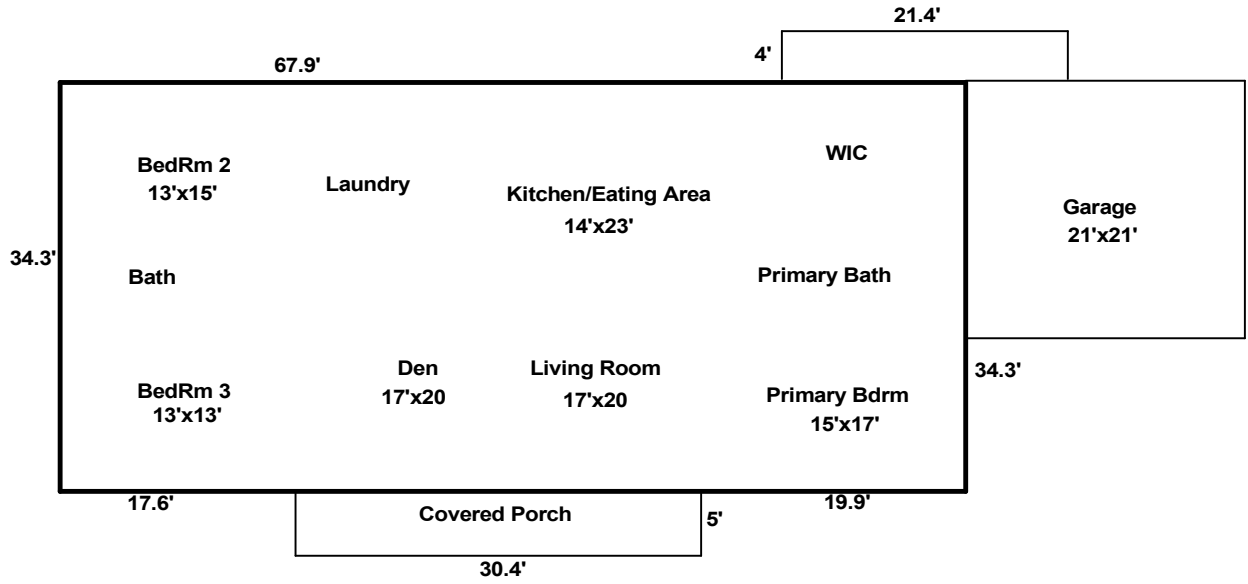 21.4'
4'
67.9'
BedRm 2
13'x15'
Laundry
Kitchen/Eating Area
14'x23'
WIC
Garage
21'x21'
34.3'
Bath
Primary Bath
BedRm 3
13'x13'
Den
17'x20
Living Room
17'x20
Primary Bdrm
15'x17'
34.3'
17.6'
Covered Porch
5'
19.9'
30.4'